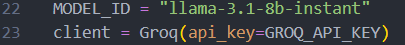 22 MODEL_ID = "llama-3.1-8b-instant"
23 client = Groq(api_key=GROQ_API_KEY)